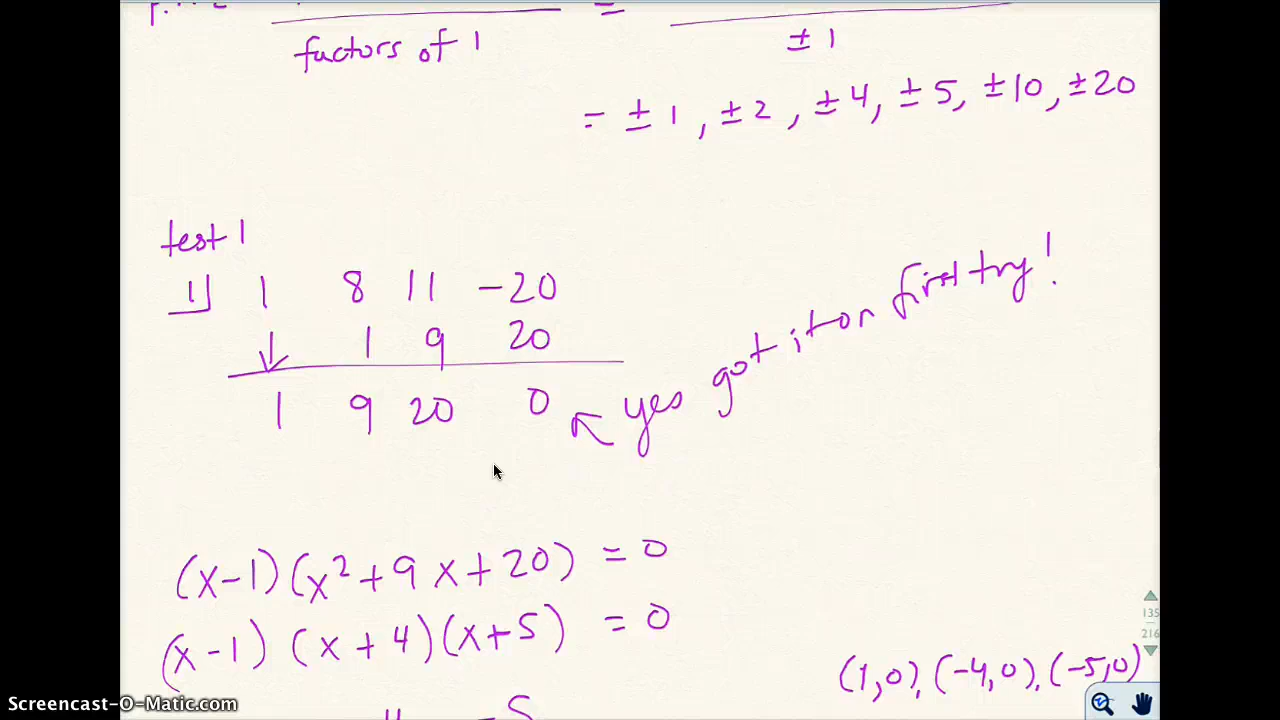 factors of 1
=
± 1
= ± 1 , ± 2 , ± 4, ± 5, ±10, ±20
test 1
1 1 8 11 -20
1 9 20
1 9 20 0 yes got it on first try!
(x-1)(x²+9x+20) = 0
(x-1) (x+4)(x+5) = 0
(1,0), (-4,0), (-5,0)
135
216
Screencast-O-Matic.com